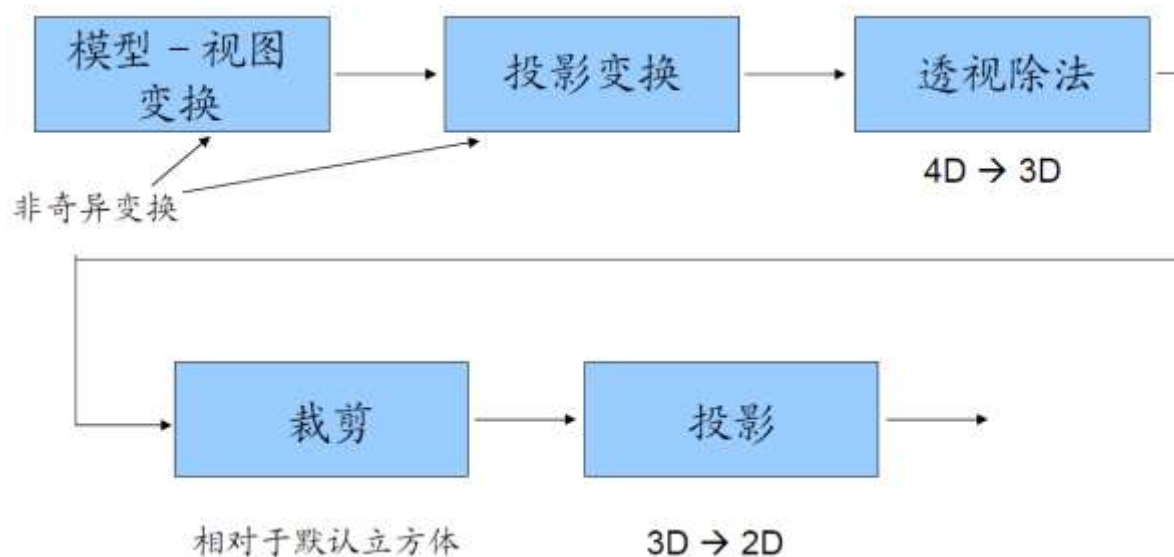 模型－视图
变换
投影变换
透视除法
4D → 3D
非奇异变换
裁剪
投影
相对于默认立方体
3D → 2D